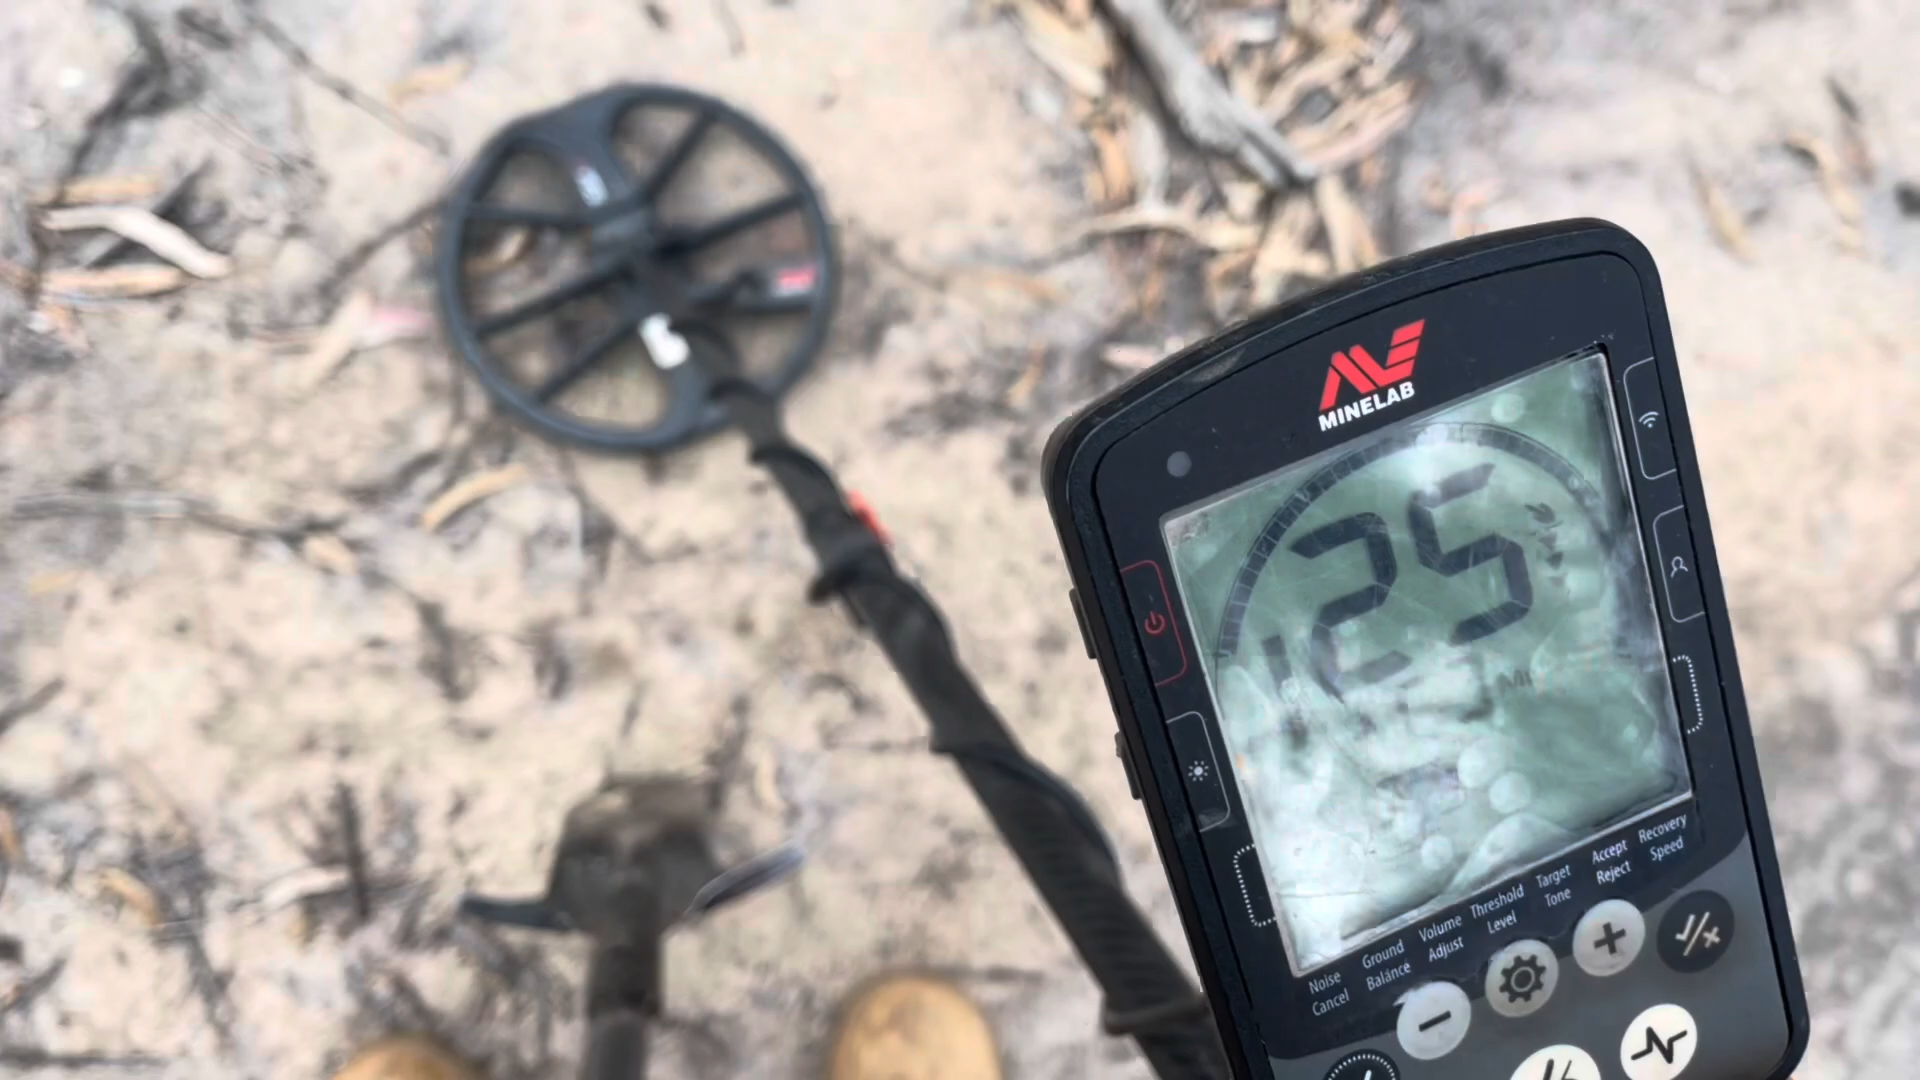 MINELAB
25
Noise Cancel
Ground Balance
Volume Adjust
Threshold Level
Target Tone
Accept Reject
Recovery Speed